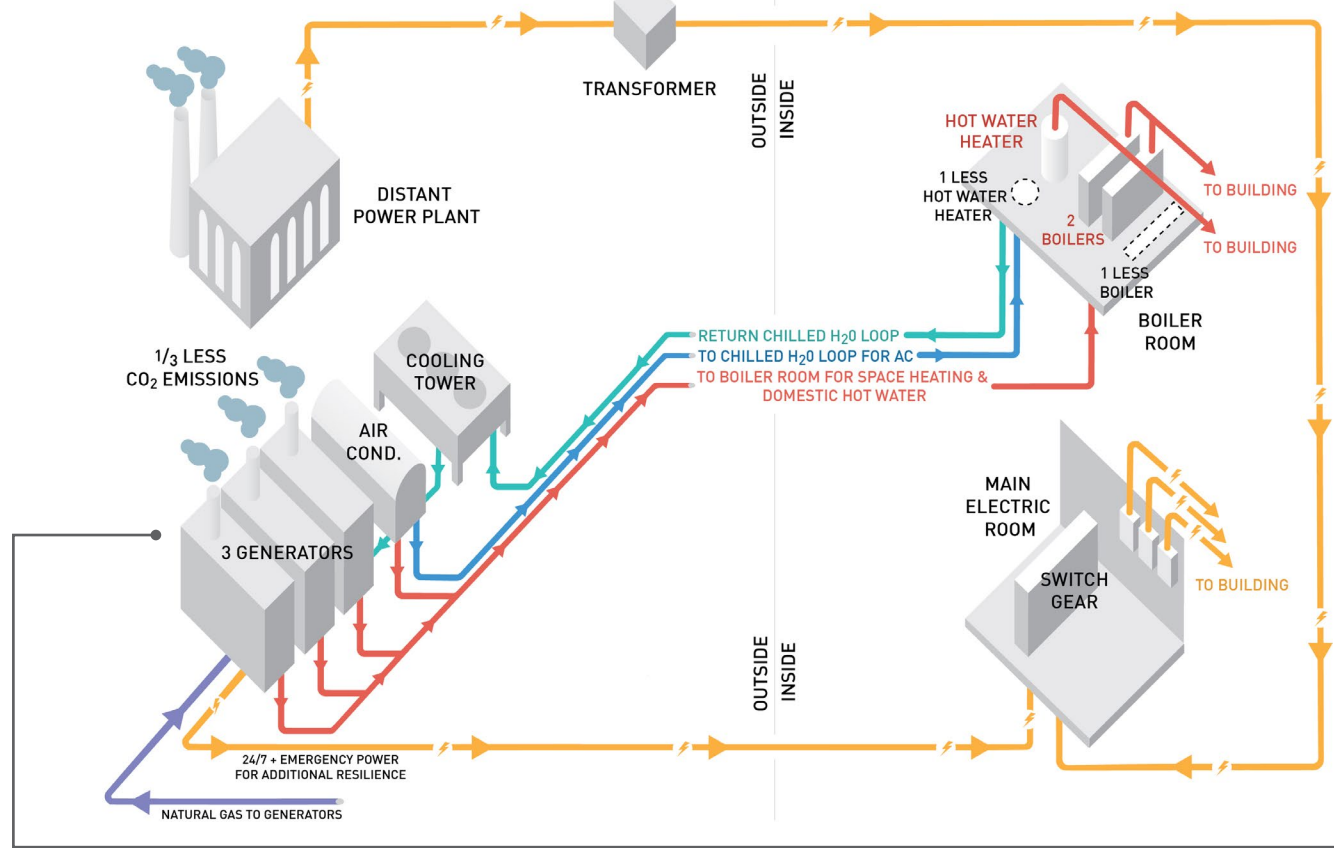 TRANSFORMER
OUTSIDE
INSIDE
DISTANT
POWER PLANT
HOT WATER
HEATER
1 LESS
HOT WATER
HEATER
2
BOILERS
1 LESS
BOILER
TO BUILDING
TO BUILDING
BOILER
ROOM
1/3 LESS
CO2 EMISSIONS
COOLING
TOWER
AIR
COND.
3 GENERATORS
RETURN CHILLED H20 LOOP
TO CHILLED H20 LOOP FOR AC
TO BOILER ROOM FOR SPACE HEATING &
DOMESTIC HOT WATER
MAIN
ELECTRIC
ROOM
SWITCH
GEAR
TO BUILDING
OUTSIDE
INSIDE
24/7 + EMERGENCY POWER
FOR ADDITIONAL RESILIENCE
NATURAL GAS TO GENERATORS